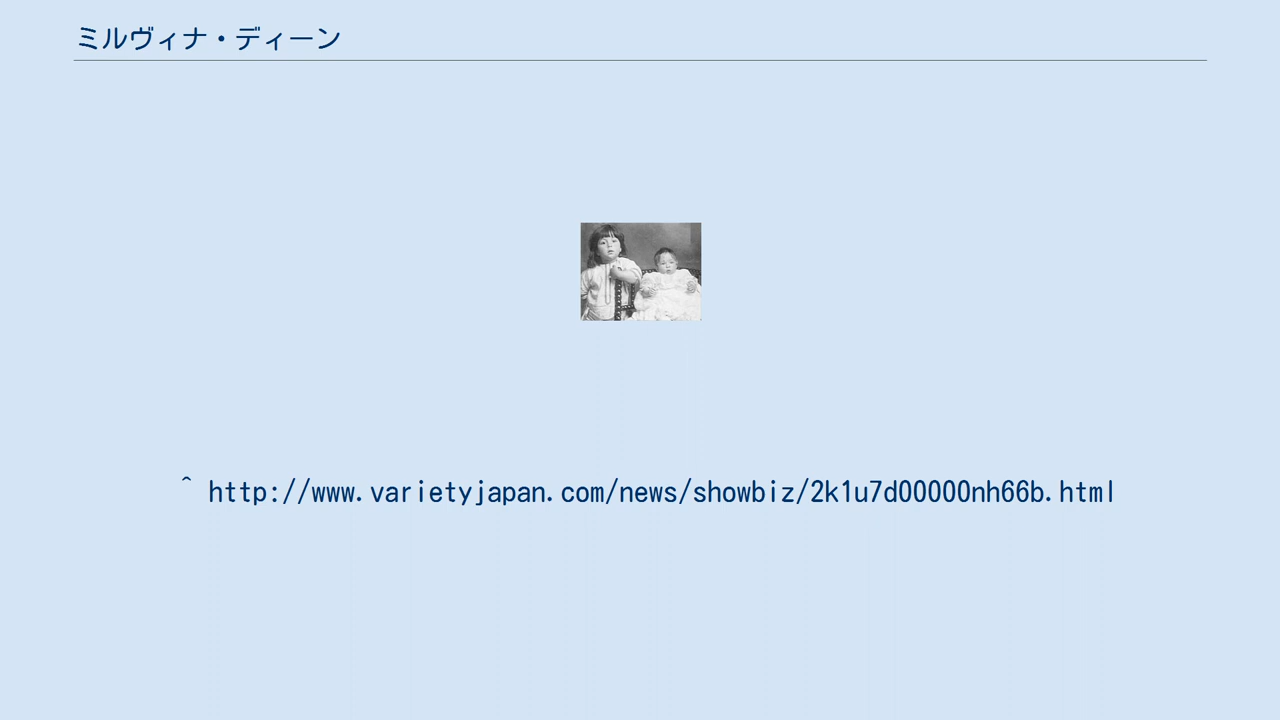 ミルヴィナ・ディーン
^ http://www.varietyjapan.com/news/showbiz/2k1u7d00000nh66b.html